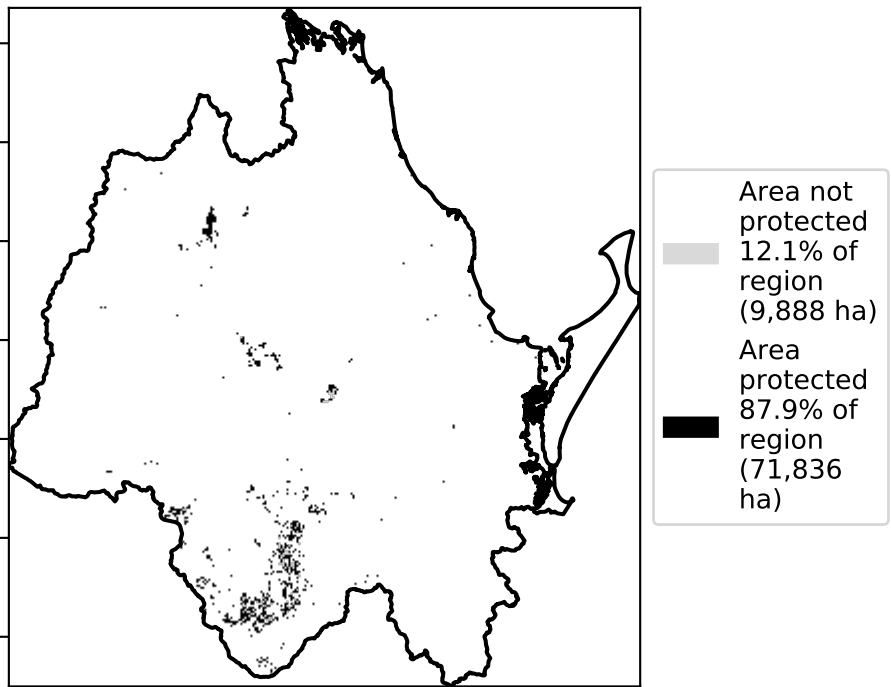 Area not
protected
12.1% of
region
(9,888 ha)
Area
protected
87.9% of
region
(71,836
ha)